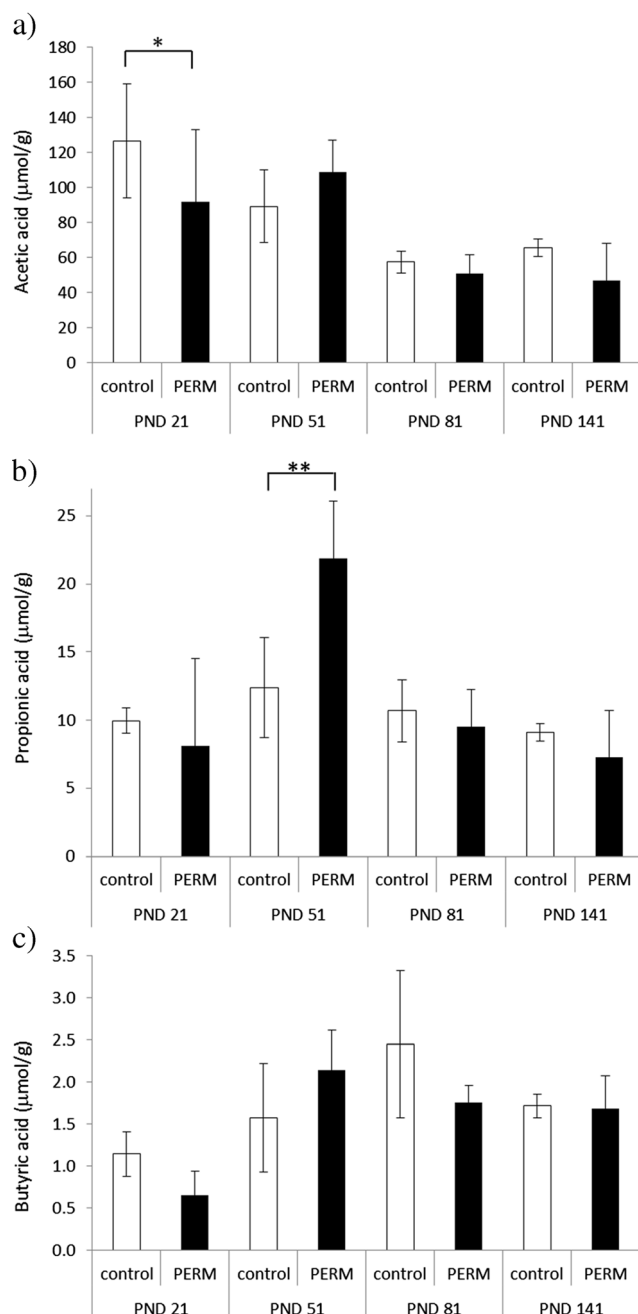 a)
*
180
160
140
120
100
80
60
40
20
0
Acetic acid (μmol/g)
control PERM control PERM control PERM control PERM
PND 21 PND 51 PND 81 PND 141
b)
**
25
20
15
10
5
0
Propionic acid (μmol/g)
control PERM control PERM control PERM control PERM
PND 21 PND 51 PND 81 PND 141
c)
3.5
3.0
2.5
2.0
1.5
1.0
0.5
0.0
Butyric acid (μmol/g)
control PERM control PERM control PERM control PERM
PND 21 PND 51 PND 81 PND 141